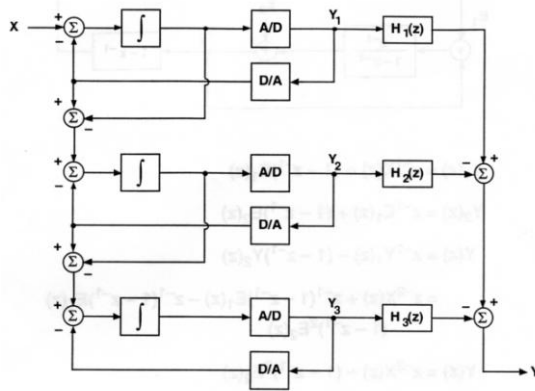 X + Σ ∫ A/D Y₁ H₁(z)
−
D/A
+ Σ − +
+ Σ ∫ A/D Y₂ H₂(z) − Σ
−
D/A
+ Σ − +
+ Σ ∫ A/D Y₃ H₃(z) − Σ
−
D/A Y